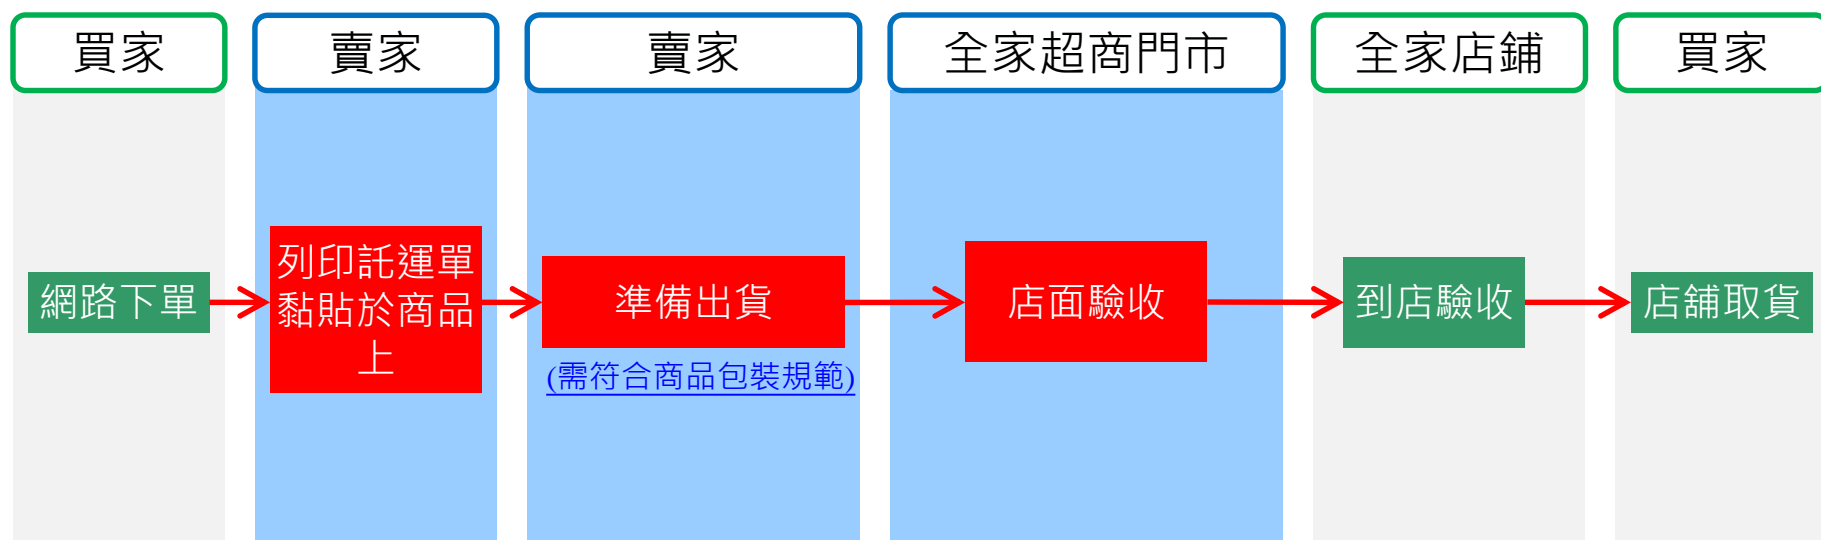 買家
賣家
賣家
全家超商門市
全家店鋪
買家
網路下單
列印託運單
黏貼於商品
上
準備出貨
(需符合商品包裝規範)
店面驗收
到店驗收
店舖取貨